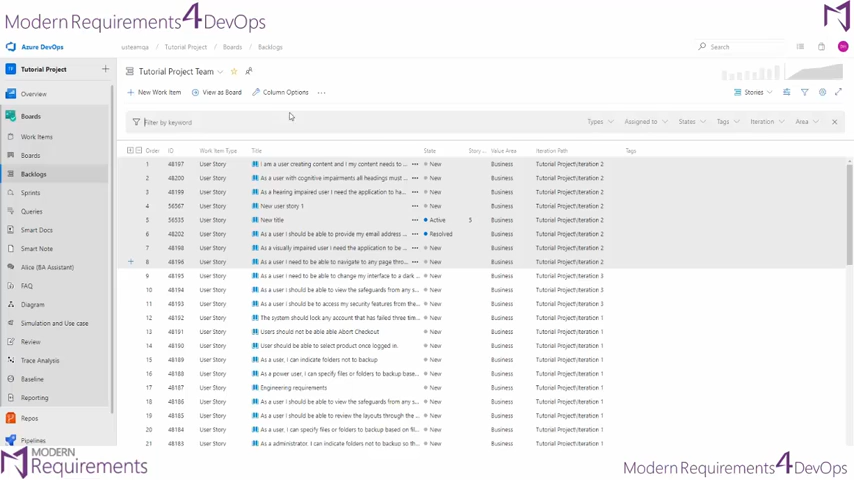 Modern Requirements4DevOps
Azure DevOps
usteamqa / Tutorial Project / Boards / Backlogs
Search
Tutorial Project
Tutorial Project Team
Overview
New Work Item
View as Board
Column Options
Stories
Boards
Filter by keyword
Types
Assigned to
States
Tags
Iteration
Area
Work Items
Boards
Backlogs
Sprints
Queries
Smart Docs
Smart Note
Alice (BA Assistant)
FAQ
Diagram
Simulation and Use case
Review
Trace Analysis
Baseline
Reporting
Repos
Pipelines
Order ID Work Item Type Title State Story ... Value Area Iteration Path Tags
1 48197 User Story I am a user creating content and I my content needs to ... New Business Tutorial Project\Iteration 2
2 48200 User Story As a user with cognitive impairments all headings must ... New Business Tutorial Project\Iteration 2
3 48199 User Story As a hearing impaired user I need the application to ha... New Business Tutorial Project\Iteration 2
4 56567 User Story New user story 1 New Business Tutorial Project\Iteration 2
5 56535 User Story New title Active 5 Business Tutorial Project\Iteration 2
6 48202 User Story As a user I should be able to provide my email address ... Resolved Business Tutorial Project\Iteration 2
7 48198 User Story As a visually impaired user I need the application to be ... New Business Tutorial Project\Iteration 2
8 48196 User Story As a user I need to be able to navigate to any page thro... New Business Tutorial Project\Iteration 2
9 48195 User Story As a user I need to be able to change my interface to a dark ... New Business Tutorial Project\Iteration 3
10 48194 User Story As a user I should be able to view the safeguards from any s... New Business Tutorial Project\Iteration 3
11 48193 User Story As a user I should be to access my security features from the... New Business Tutorial Project\Iteration 3
12 48192 User Story The system should lock any account that has failed three tim... New Business Tutorial Project\Iteration 1
13 48191 User Story Users should not be able able Abort Checkout New Business Tutorial Project\Iteration 1
14 48190 User Story User should be able to select product once logged in. New Business Tutorial Project\Iteration 1
15 48189 User Story As a user, I can indicate folders not to backup New Business Tutorial Project\Iteration 1
16 48188 User Story As a power user, I can specify files or folders to backup base... New Business Tutorial Project\Iteration 1
17 48187 User Story Engineering requirements New Business Tutorial Project\Iteration 1
18 48186 User Story As a user I should be able to view the safeguards from any s... New Business Tutorial Project\Iteration 1
19 48185 User Story As a user I should be able to review the layouts through the ... New Business Tutorial Project\Iteration 1
20 48184 User Story As a user, I can specify files or folders to backup based on fil... New Business Tutorial Project\Iteration 1
21 48183 User Story As a administrator, I can indicate folders not to backup so th... New Business Tutorial Project\Iteration 1
MODERN
Requirements
Modern Requirements4DevOps